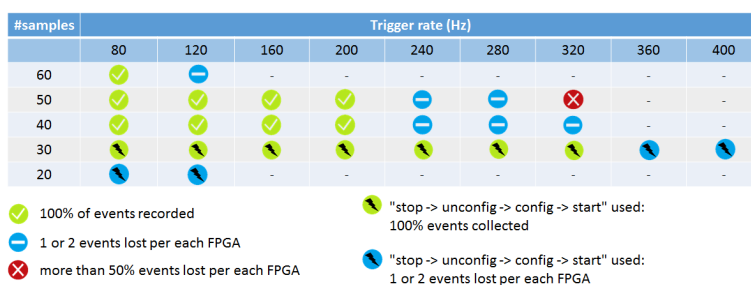 #samples Trigger rate (Hz)
80 120 160 200 240 280 320 360 400
60 - - - - - - -
50 - -
40 - -
30
20 - - - - - - -
100% of events recorded
1 or 2 events lost per each FPGA
more than 50% events lost per each FPGA
"stop -> unconfig -> config -> start" used:
100% events collected
"stop -> unconfig -> config -> start" used:
1 or 2 events lost per each FPGA